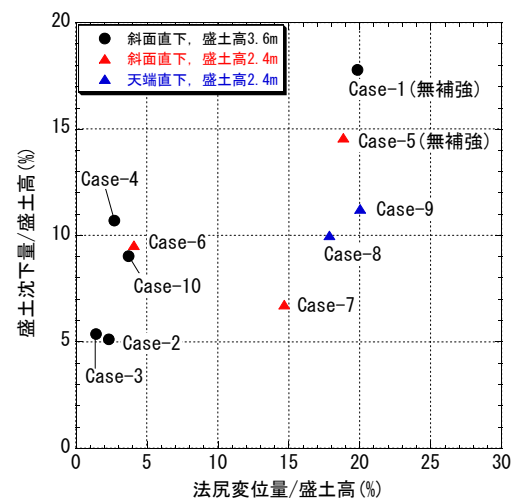 20
斜面直下, 盛土高3.6m
斜面直下, 盛土高2.4m
天端直下, 盛土高2.4m
Case-1(無補強)
Case-5(無補強)
15
Case-4
Case-9
Case-6
10
Case-8
Case-10
Case-7
5
Case-2
Case-3
0
0 5 10 15 20 25 30
盛土沈下量/盛土高(%)
法尻変位量/盛土高(%)